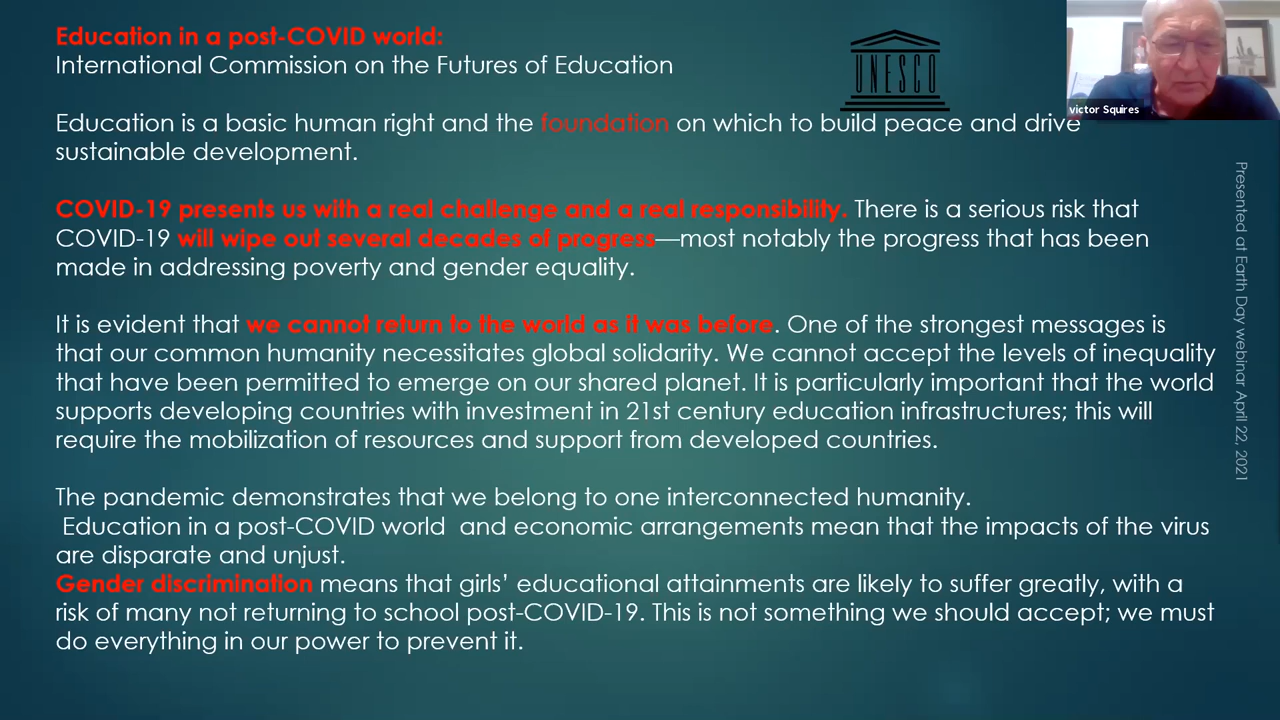 Education in a post-COVID world:
International Commission on the Futures of Education
UNESCO
victor Squires
Education is a basic human right and the foundation on which to build peace and drive
sustainable development.
COVID-19 presents us with a real challenge and a real responsibility. There is a serious risk that
COVID-19 will wipe out several decades of progress—most notably the progress that has been
made in addressing poverty and gender equality.
It is evident that we cannot return to the world as it was before. One of the strongest messages is
that our common humanity necessitates global solidarity. We cannot accept the levels of inequality
that have been permitted to emerge on our shared planet. It is particularly important that the world
supports developing countries with investment in 21st century education infrastructures; this will
require the mobilization of resources and support from developed countries.
The pandemic demonstrates that we belong to one interconnected humanity.
Education in a post-COVID world and economic arrangements mean that the impacts of the virus
are disparate and unjust.
Gender discrimination means that girls’ educational attainments are likely to suffer greatly, with a
risk of many not returning to school post-COVID-19. This is not something we should accept; we must
do everything in our power to prevent it.
Presented at Earth Day webinar April 22, 2021